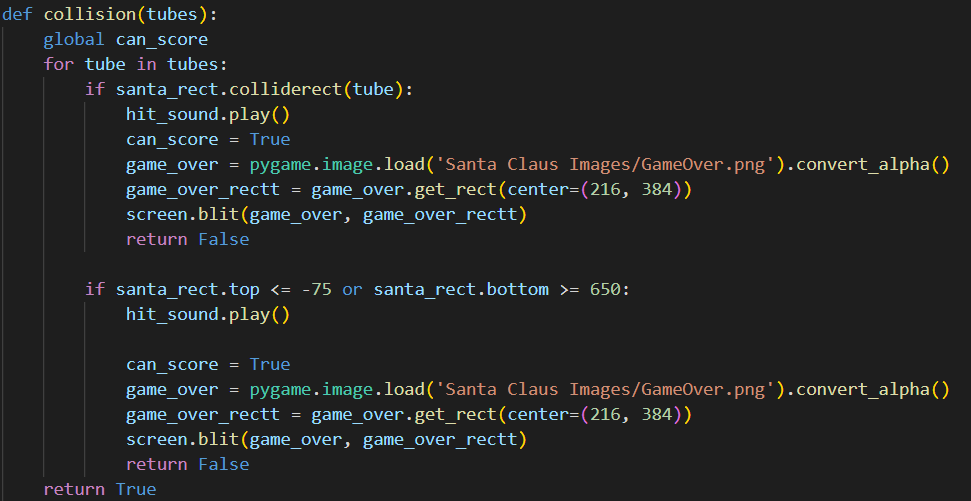 def collision(tubes):
    global can_score
    for tube in tubes:
        if santa_rect.colliderect(tube):
            hit_sound.play()
            can_score = True
            game_over = pygame.image.load('Santa Claus Images/GameOver.png').convert_alpha()
            game_over_rectt = game_over.get_rect(center=(216, 384))
            screen.blit(game_over, game_over_rectt)
            return False

        if santa_rect.top <= -75 or santa_rect.bottom >= 650:
            hit_sound.play()

            can_score = True
            game_over = pygame.image.load('Santa Claus Images/GameOver.png').convert_alpha()
            game_over_rectt = game_over.get_rect(center=(216, 384))
            screen.blit(game_over, game_over_rectt)
            return False
    return True